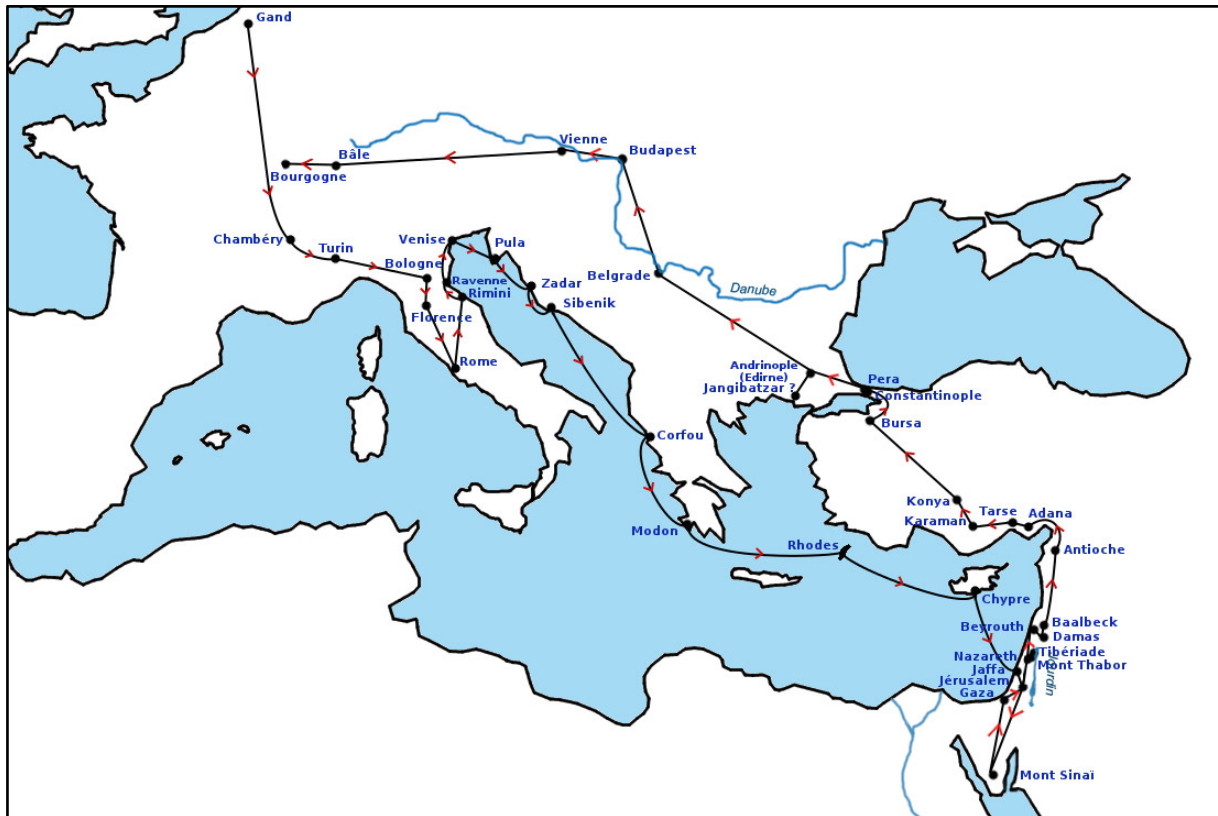 Gand
Vienne
Budapest
Bâle
Bourgogne
Chambéry
Turin
Venise
Pula
Bologne
Ravenne
Rimini
Zadar
Sibenik
Florence
Rome
Belgrade
Danube
Andrinople
(Edirne)
Jangibatzar ?
Pera
Constantinople
Bursa
Corfou
Konya
Karaman
Tarse
Adana
Modon
Rhodes
Antioche
Chypre
Beyrouth
Baalbeck
Damas
Tibériade
Nazareth
Mont Thabor
Jaffa
Jourdin
Jérusalem
Gaza
Mont Sinaï